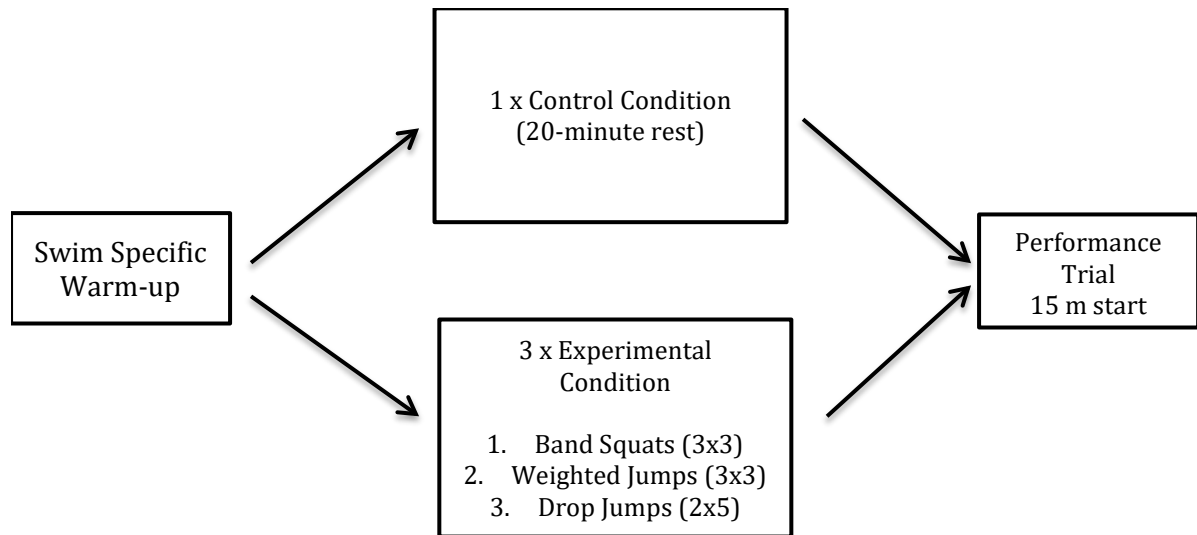 Swim Specific
Warm-up
1 x Control Condition
(20-minute rest)
3 x Experimental
Condition
1. Band Squats (3x3)
2. Weighted Jumps (3x3)
3. Drop Jumps (2x5)
Performance
Trial
15 m start